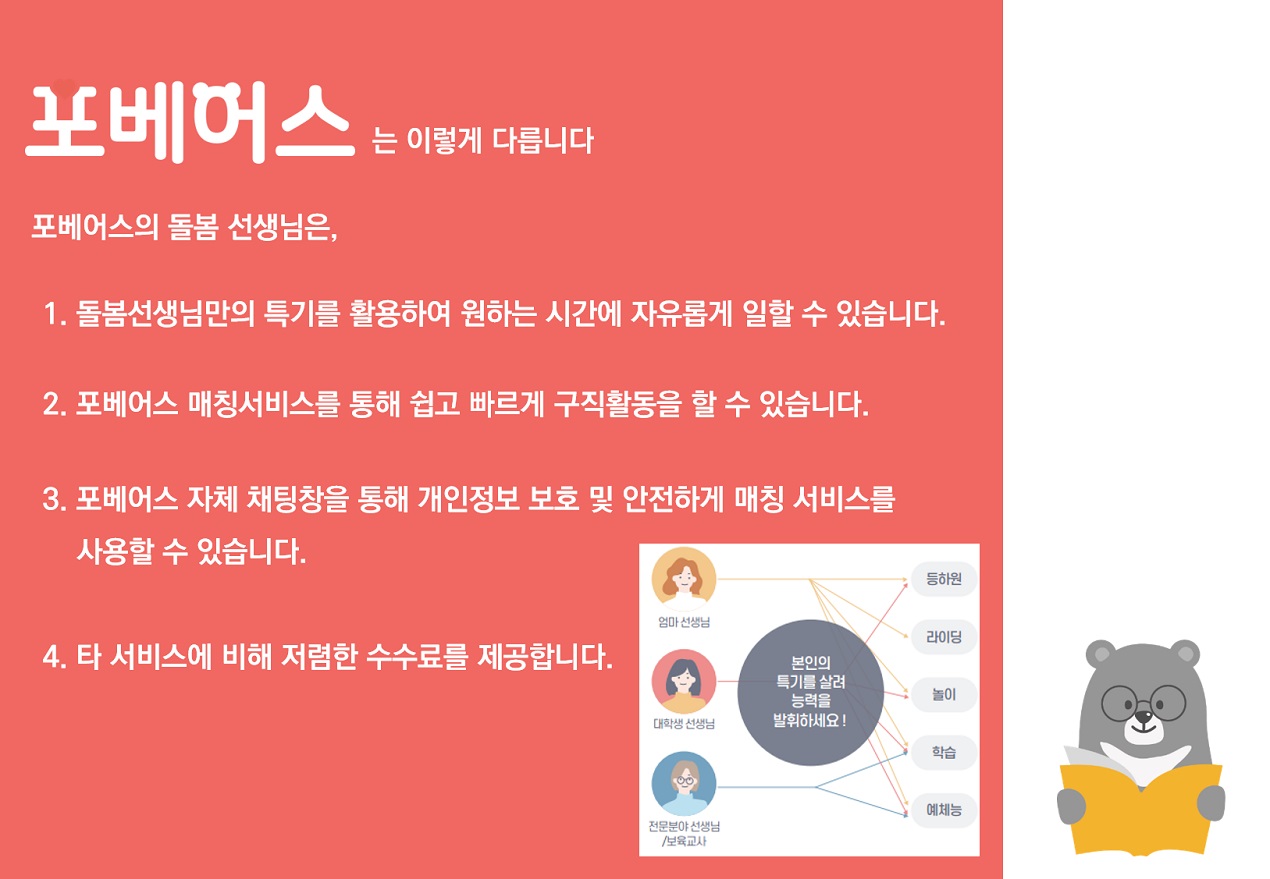 포베어스 는 이렇게 다릅니다
포베어스의 돌봄 선생님은,
1. 돌봄선생님만의 특기를 활용하여 원하는 시간에 자유롭게 일할 수 있습니다.
2. 포베어스 매칭서비스를 통해 쉽고 빠르게 구직활동을 할 수 있습니다.
3. 포베어스 자체 채팅창을 통해 개인정보 보호 및 안전하게 매칭 서비스를
사용할 수 있습니다.
4. 타 서비스에 비해 저렴한 수수료를 제공합니다.
엄마 선생님
대학생 선생님
전문분야 선생님
/보육교사
본인의
특기를 살려
능력을
발휘하세요 !
등하원
라이딩
놀이
학습
예체능